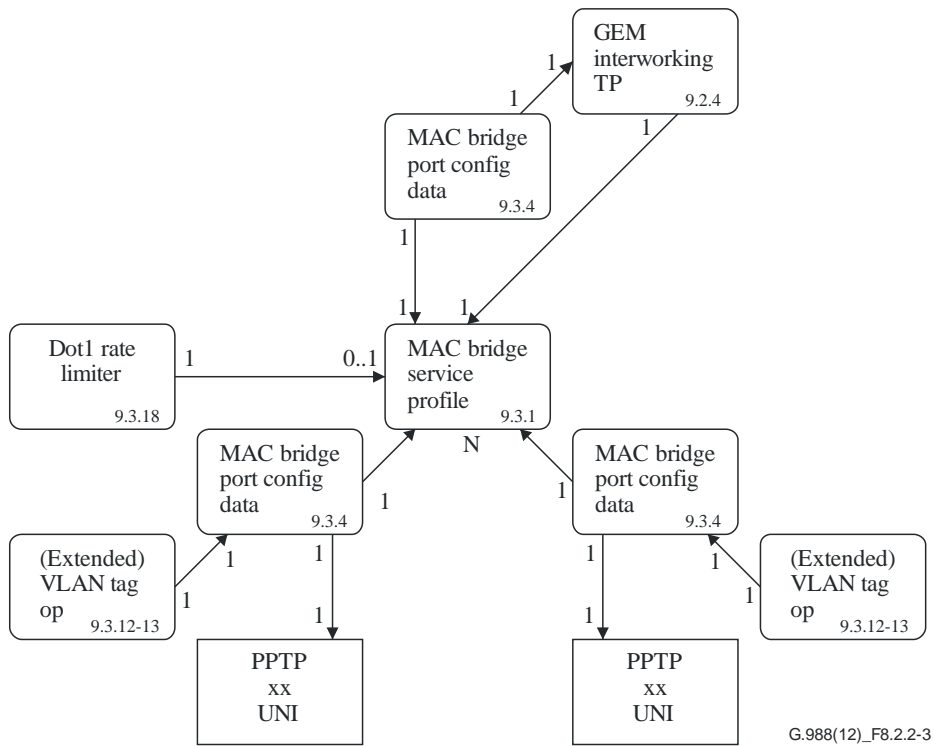 GEM
interworking
TP
9.2.4
1
1
1
MAC bridge
port config
data
9.3.4
1
1
1
Dot1 rate
limiter
9.3.18
1
0..1
MAC bridge
service
profile
9.3.1
N
MAC bridge
port config
data
9.3.4
1
1
1
1
MAC bridge
port config
data
9.3.4
1
1
1
1
(Extended)
VLAN tag
op
9.3.12-13
1
(Extended)
VLAN tag
op
9.3.12-13
1
PPTP
xx
UNI
PPTP
xx
UNI
G.988(12)_F8.2.2-3